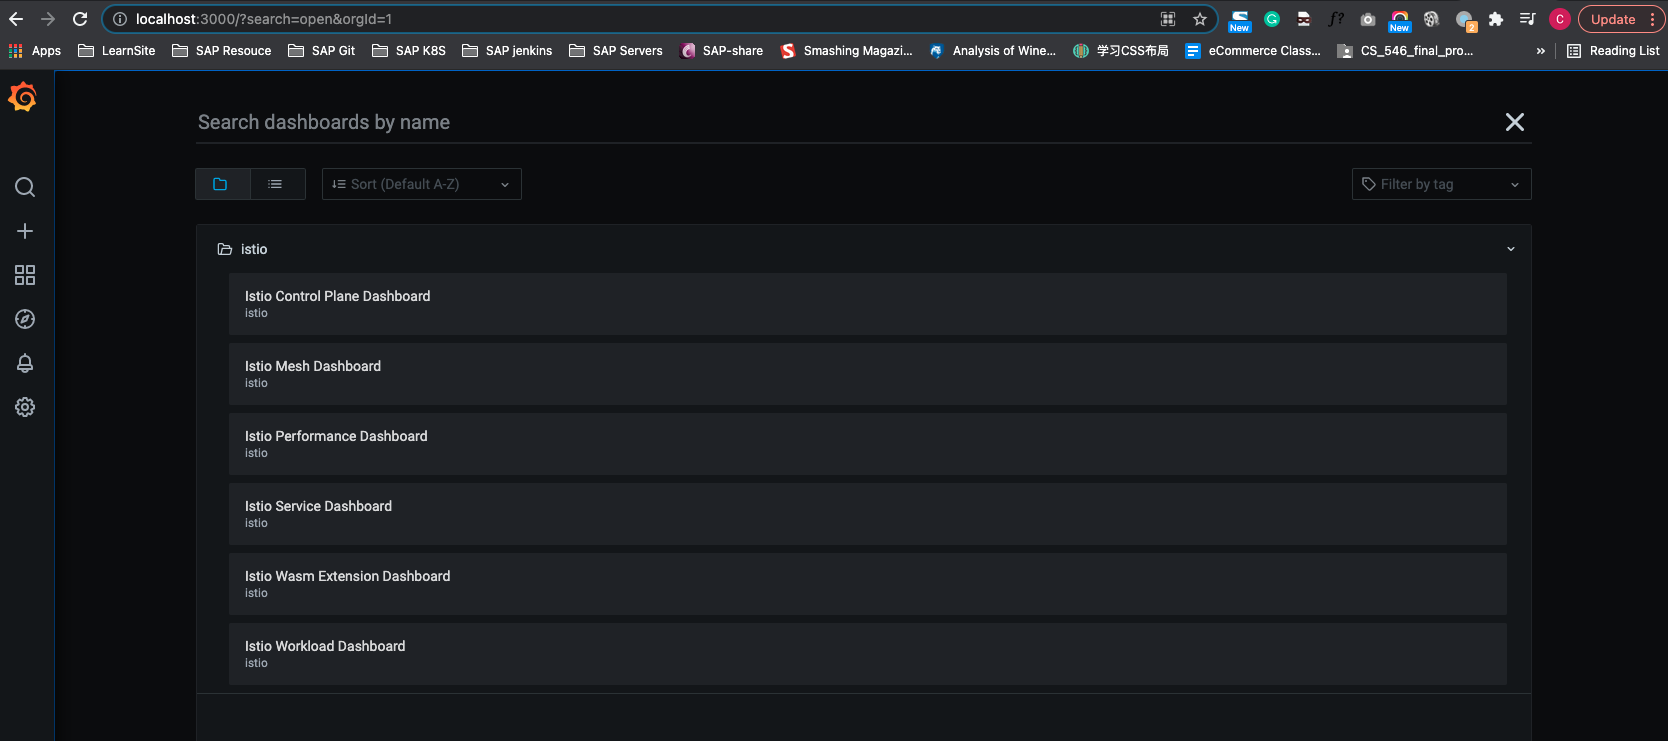 localhost:3000/?search=open&orgId=1
New
f?
New
2
C
Update
Apps
LearnSite
SAP Resouce
SAP Git
SAP K8S
SAP jenkins
SAP Servers
SAP-share
Smashing Magazi...
Analysis of Wine...
学习CSS布局
eCommerce Class...
CS_546_final_pro...
»
Reading List
Search dashboards by name
Sort (Default A-Z)
Filter by tag
istio
Istio Control Plane Dashboard
istio
Istio Mesh Dashboard
istio
Istio Performance Dashboard
istio
Istio Service Dashboard
istio
Istio Wasm Extension Dashboard
istio
Istio Workload Dashboard
istio